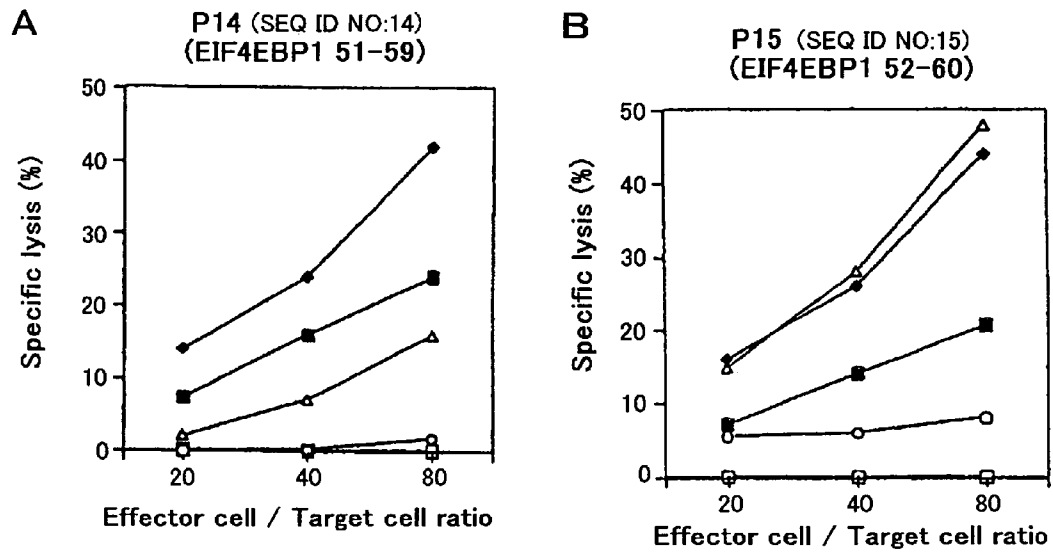 A
P14 (SEQ ID NO:14)
(EIF4EBP1 51-59)
Specific lysis (%)
50
40
30
20
10
0
20 40 80
Effector cell / Target cell ratio
B
P15 (SEQ ID NO:15)
(EIF4EBP1 52-60)
Specific lysis (%)
50
40
30
20
10
0
20 40 80
Effector cell / Target cell ratio